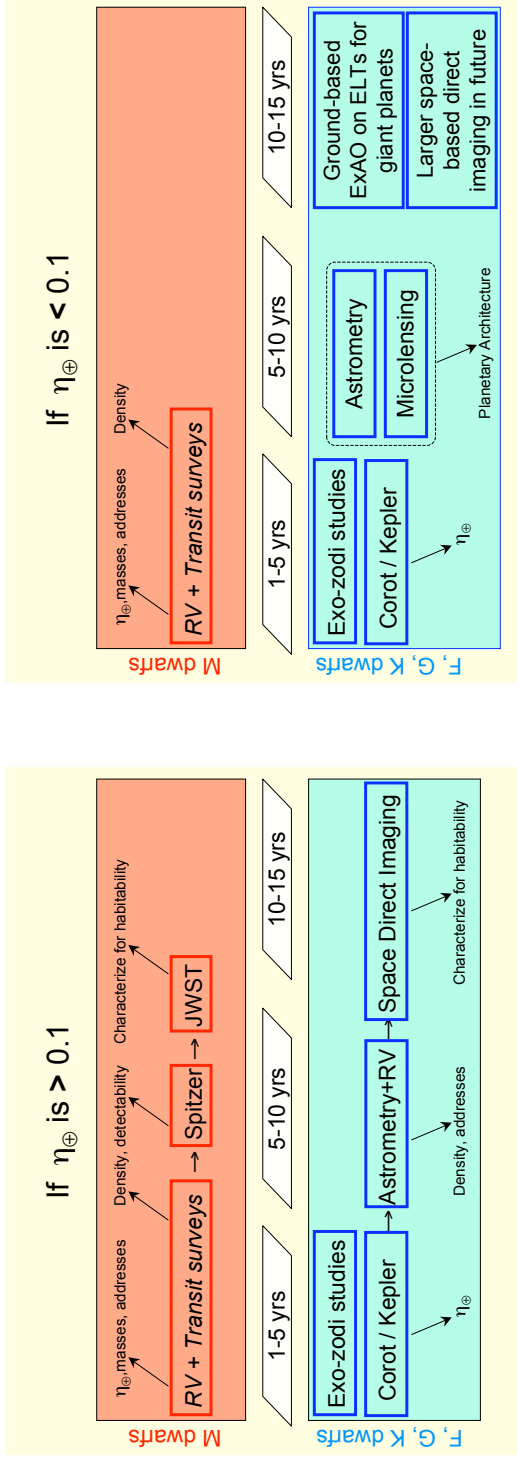 If η⊕ is > 0.1
η⊕,masses, addresses
Density, detectability
Characterize for habitability
M dwarfs
RV + Transit surveys
Spitzer
JWST
1-5 yrs
5-10 yrs
10-15 yrs
F, G, K dwarfs
Exo-zodi studies
Corot / Kepler
Astrometry+RV
Space Direct Imaging
η⊕
Density, addresses
Characterize for habitability
If η⊕ is < 0.1
η⊕,masses, addresses
Density
M dwarfs
RV + Transit surveys
1-5 yrs
5-10 yrs
10-15 yrs
F, G, K dwarfs
Exo-zodi studies
Corot / Kepler
η⊕
Astrometry
Microlensing
Planetary Architecture
Ground-based
ExAO on ELTs for
giant planets
Larger space-
based direct
imaging in future